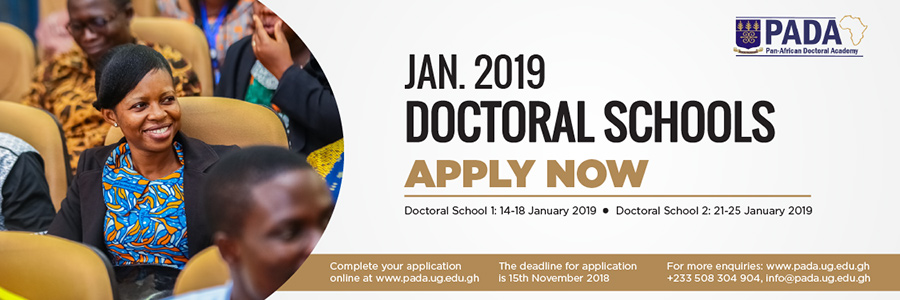 PADA
Pan-African Doctoral Academy
JAN. 2019
DOCTORAL SCHOOLS
APPLY NOW
Doctoral School 1: 14-18 January 2019 ● Doctoral School 2: 21-25 January 2019
Complete your application
online at www.pada.ug.edu.gh
The deadline for application
is 15th November 2018
For more enquiries: www.pada.ug.edu.gh
+233 508 304 904, info@pada.ug.edu.gh